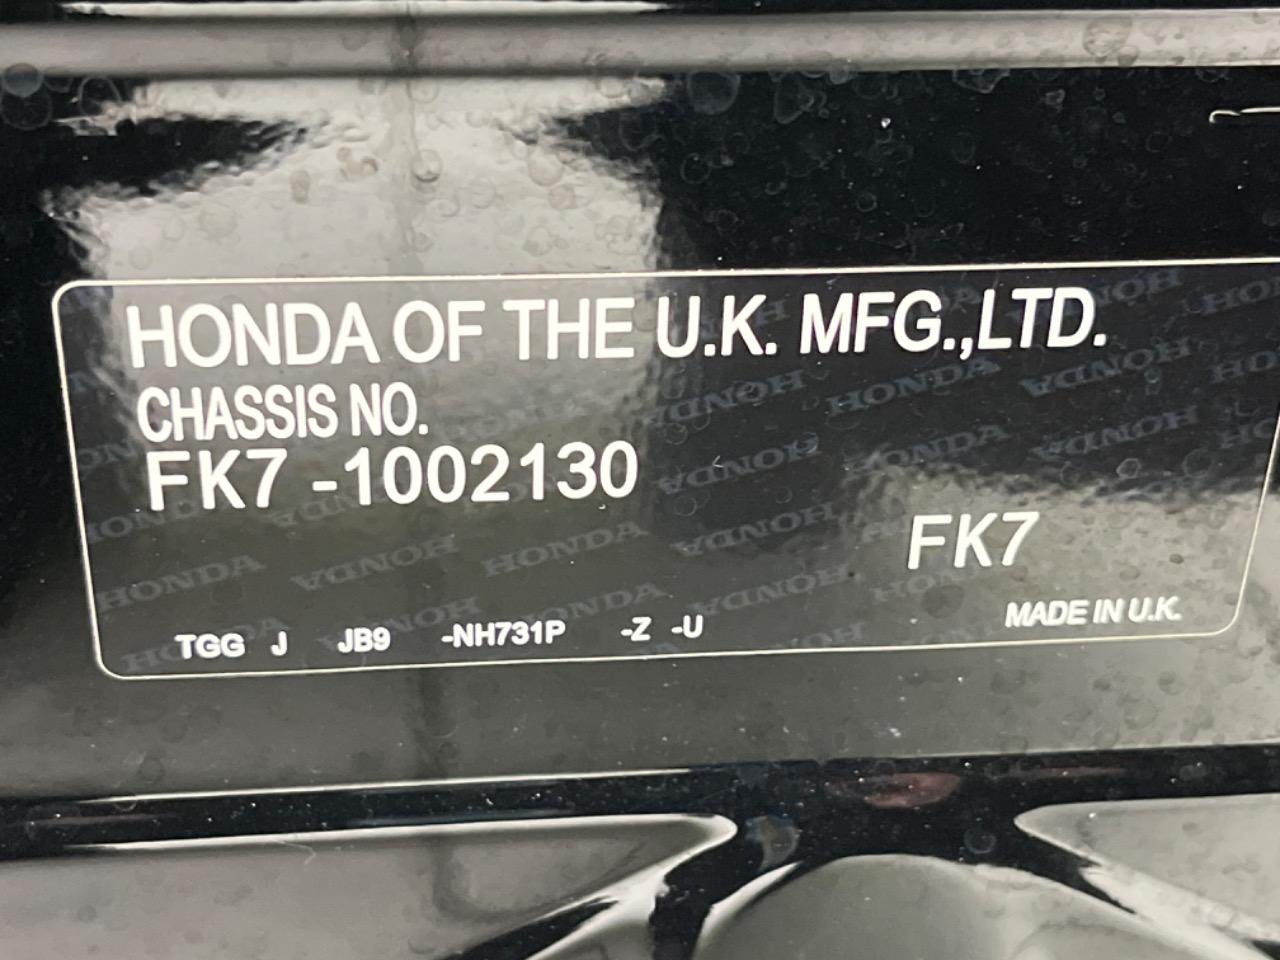 HONDA OF THE U.K. MFG.,LTD.
CHASSIS NO.
FK7 -1002130
FK7
TGG J JB9 -NH731P -Z -U
MADE IN U.K.